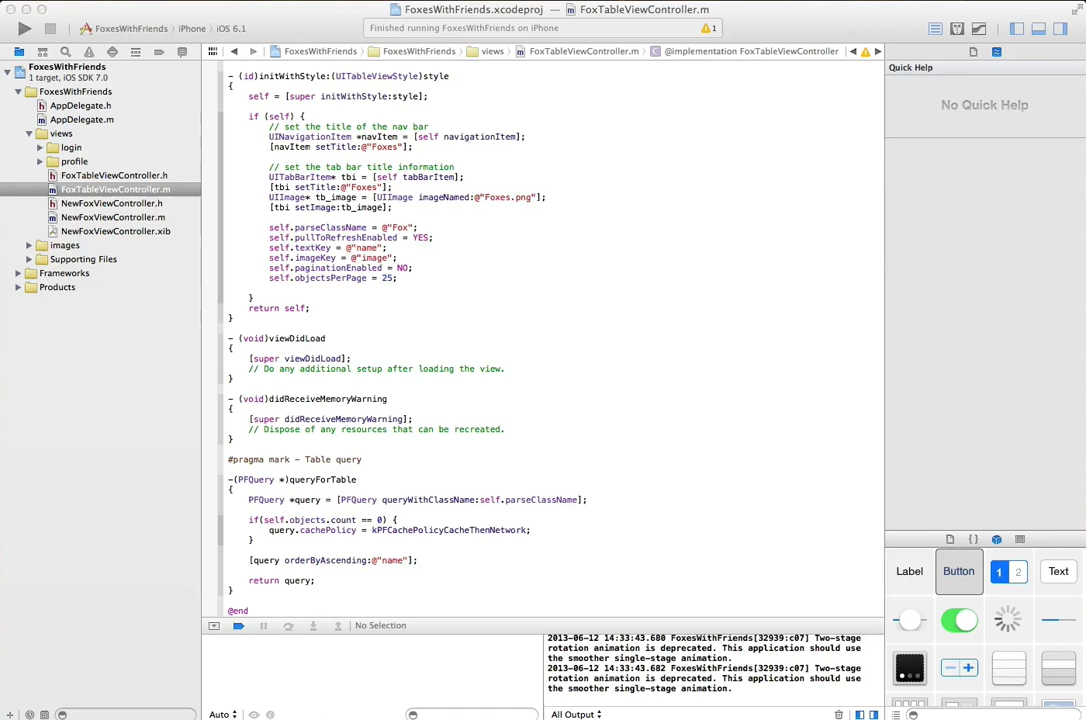 FoxesWithFriends.xcodeproj — FoxTableViewController.m
FoxesWithFriends iPhone iOS 6.1
Finished running FoxesWithFriends on iPhone
1
FoxesWithFriends FoxesWithFriends views FoxTableViewController.m @implementation FoxTableViewController
FoxesWithFriends
1 target, iOS SDK 7.0
FoxesWithFriends
AppDelegate.h
AppDelegate.m
views
login
profile
FoxTableViewController.h
FoxTableViewController.m
NewFoxViewController.h
NewFoxViewController.m
NewFoxViewController.xib
images
Supporting Files
Frameworks
Products
- (id)initWithStyle:(UITableViewStyle)style
{
self = [super initWithStyle:style];
if (self) {
// set the title of the nav bar
UINavigationItem *navItem = [self navigationItem];
[navItem setTitle:@"Foxes"];
// set the tab bar title information
UITabBarItem* tbi = [self tabBarItem];
[tbi setTitle:@"Foxes"];
UIImage* tb_image = [UIImage imageNamed:@"Foxes.png"];
[tbi setImage:tb_image];
self.parseClassName = @"Fox";
self.pullToRefreshEnabled = YES;
self.textKey = @"name";
self.imageKey = @"image";
self.paginationEnabled = NO;
self.objectsPerPage = 25;
}
return self;
}
- (void)viewDidLoad
{
[super viewDidLoad];
// Do any additional setup after loading the view.
}
- (void)didReceiveMemoryWarning
{
[super didReceiveMemoryWarning];
// Dispose of any resources that can be recreated.
}
#pragma mark - Table query
-(PFQuery *)queryForTable
{
PFQuery *query = [PFQuery queryWithClassName:self.parseClassName];
if(self.objects.count == 0) {
query.cachePolicy = kPFCachePolicyCacheThenNetwork;
}
[query orderByAscending:@"name"];
return query;
}
@end
No Selection
2013-06-12 14:33:43.680 FoxesWithFriends[32939:c07] Two-stage
rotation animation is deprecated. This application should use
the smoother single-stage animation.
2013-06-12 14:33:43.682 FoxesWithFriends[32939:c07] Two-stage
rotation animation is deprecated. This application should use
the smoother single-stage animation.
Auto
All Output
Quick Help
No Quick Help
{ }
Label
Button
1 2
Text